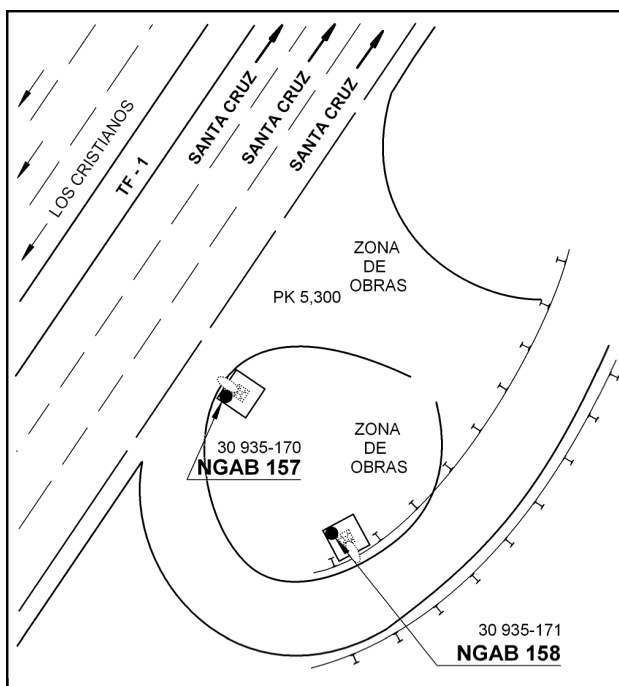 SANTA CRUZ
SANTA CRUZ
SANTA CRUZ
LOS CRISTIANOS
TF - 1
ZONA
DE
OBRAS
PK 5,300
30 935-170
NGAB 157
ZONA
DE
OBRAS
30 935-171
NGAB 158